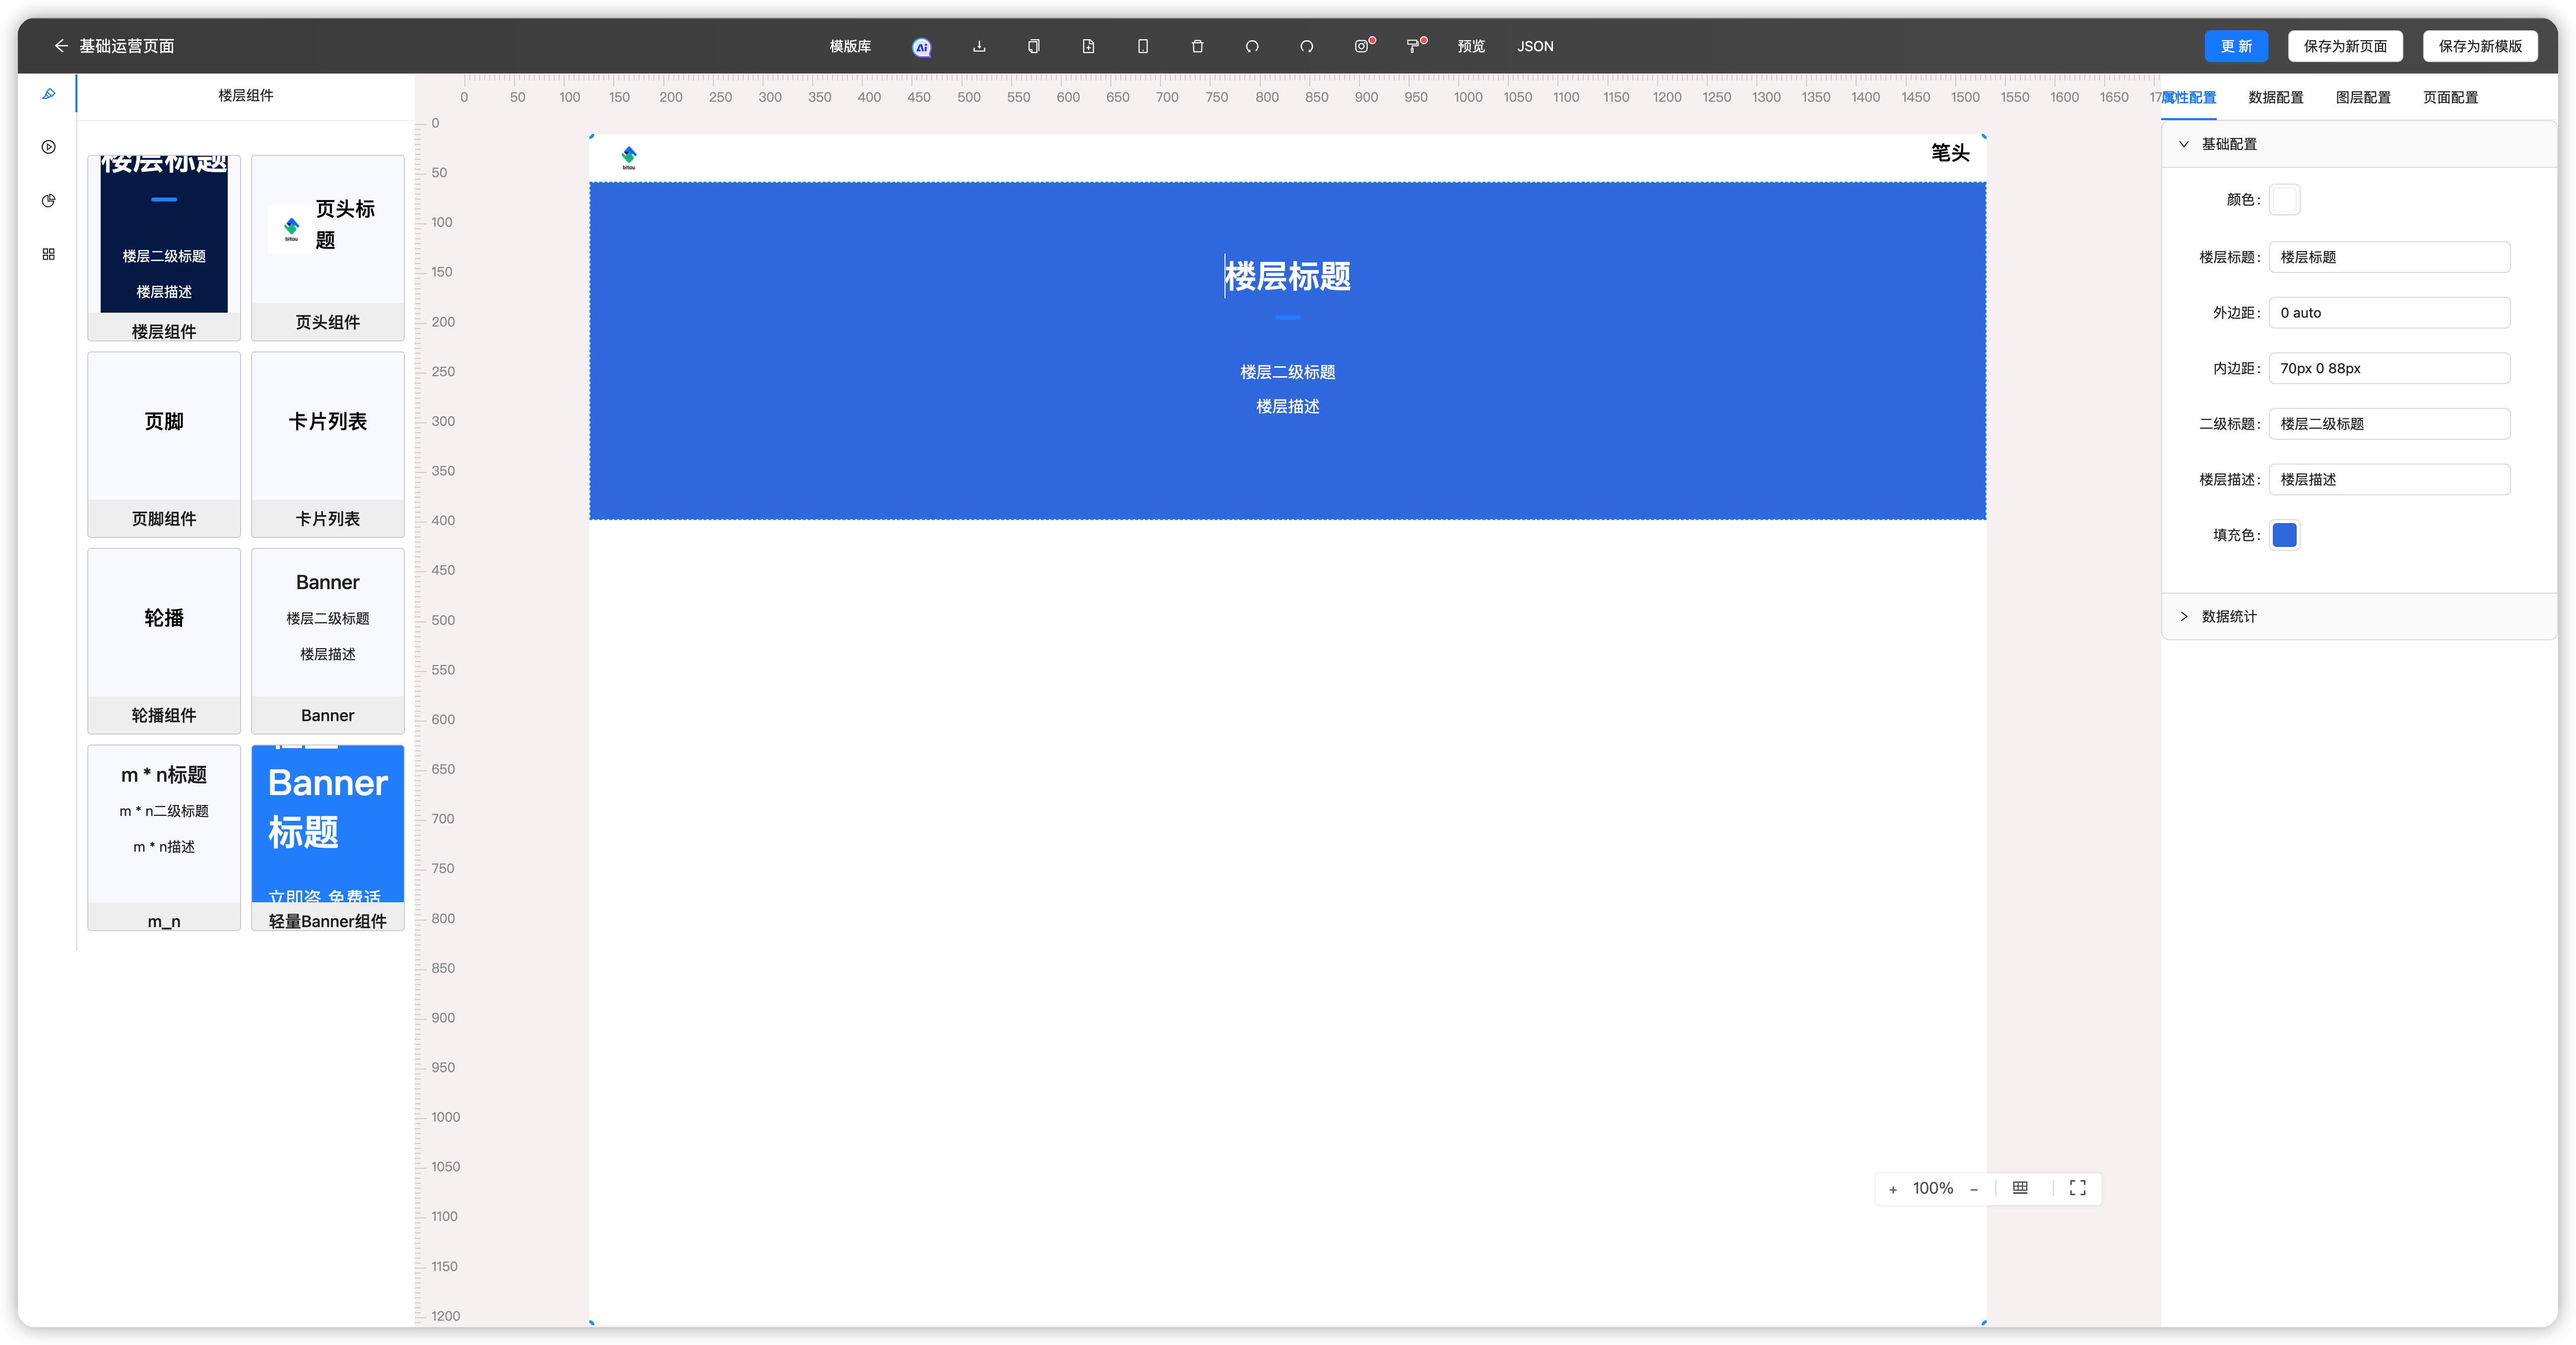 基础运营页面
模版库
Ai
预览
JSON
更 新
保存为新页面
保存为新模版
楼层组件
楼层标题
楼层二级标题
楼层描述
楼层组件
bitou
页头标
题
页头组件
页脚
页脚组件
卡片列表
卡片列表
轮播
轮播组件
Banner
楼层二级标题
楼层描述
Banner
m * n标题
m * n二级标题
m * n描述
m_n
Banner
标题
立即咨 免费试
轻量Banner组件
0 50 100 150 200 250 300 350 400 450 500 550 600 650 700 750 800 850 900 950 1000 1050 1100 1150 1200 1250 1300 1350 1400 1450 1500 1550 1600 1650 17
0
50
100
150
200
250
300
350
400
450
500
550
600
650
700
750
800
850
900
950
1000
1050
1100
1150
1200
bitou
笔头
楼层标题
楼层二级标题
楼层描述
+ 100% −
属性配置
数据配置
图层配置
页面配置
基础配置
颜色:
楼层标题: 楼层标题
外边距: 0 auto
内边距: 70px 0 88px
二级标题: 楼层二级标题
楼层描述: 楼层描述
填充色:
数据统计